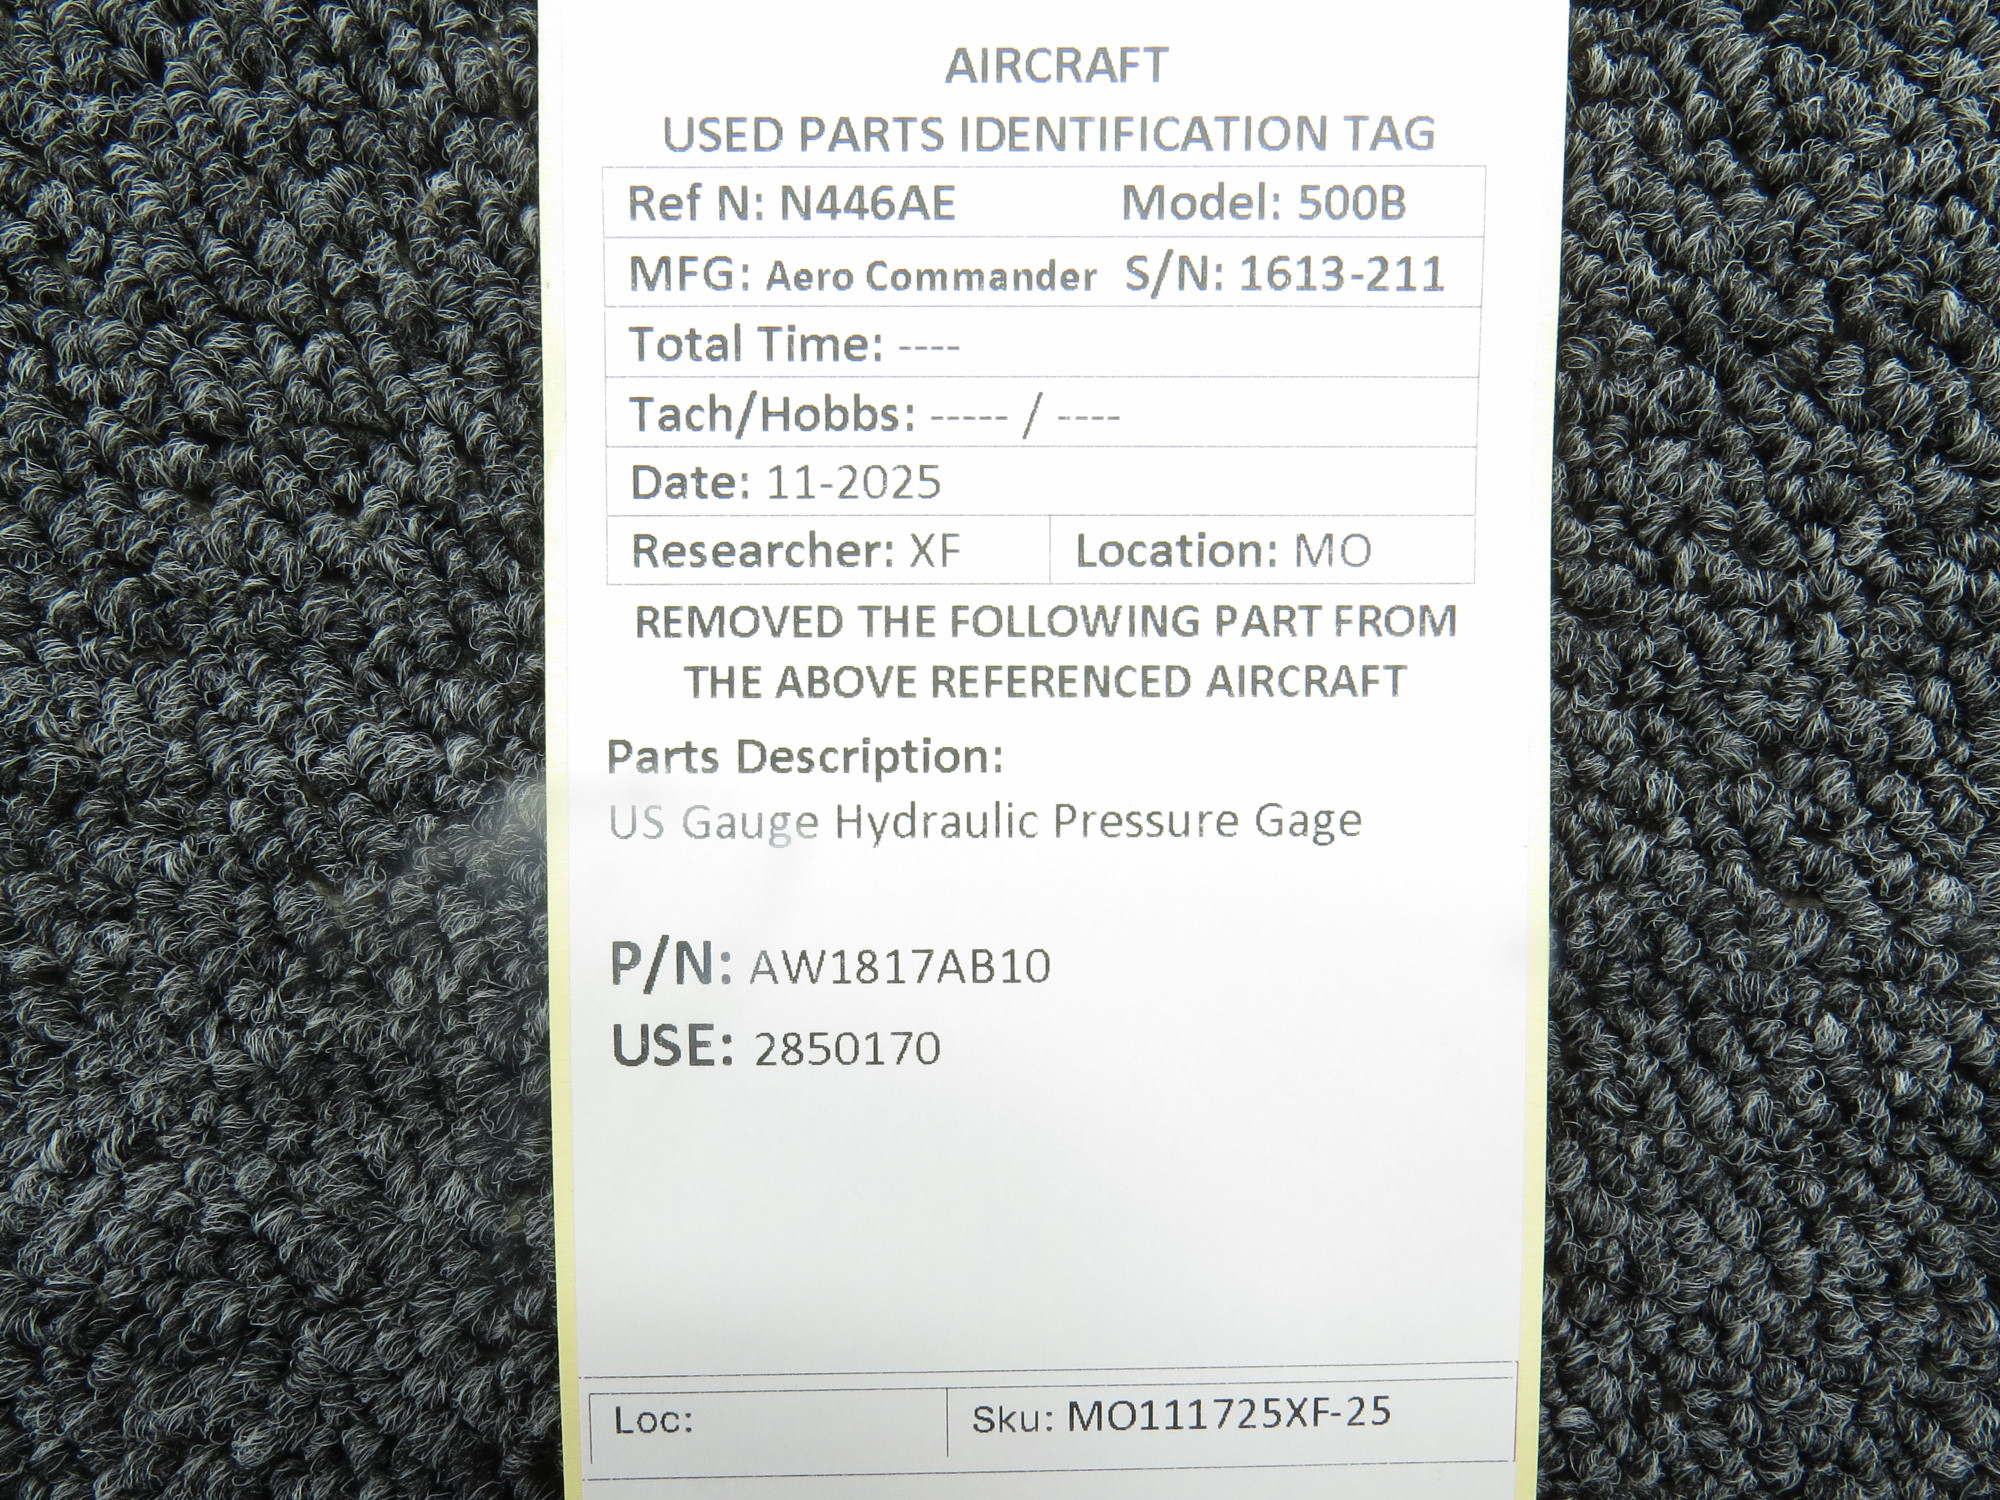 AIRCRAFT
USED PARTS IDENTIFICATION TAG
Ref N: N446AE Model: 500B
MFG: Aero Commander S/N: 1613-211
Total Time: ----
Tach/Hobbs: ----- / ----
Date: 11-2025
Researcher: XF Location: MO
REMOVED THE FOLLOWING PART FROM
THE ABOVE REFERENCED AIRCRAFT
Parts Description:
US Gauge Hydraulic Pressure Gage
P/N: AW1817AB10
USE: 2850170
Loc: Sku: MO111725XF-25